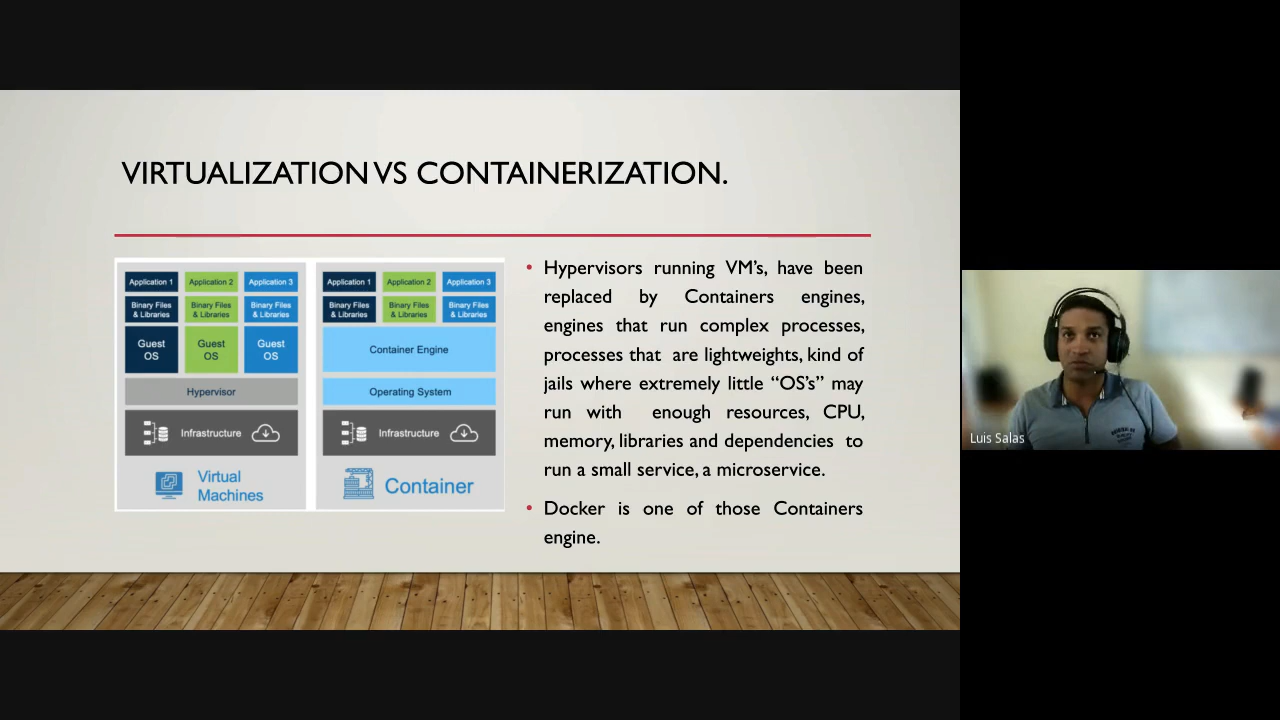 VIRTUALIZATION VS CONTAINERIZATION.
Application 1
Application 2
Application 3
Binary Files
& Libraries
Binary Files
& Libraries
Binary Files
& Libraries
Guest
OS
Guest
OS
Guest
OS
Hypervisor
Infrastructure
Virtual
Machines
Application 1
Application 2
Application 3
Binary Files
& Libraries
Binary Files
& Libraries
Binary Files
& Libraries
Container Engine
Operating System
Infrastructure
Container
• Hypervisors running VM's, have been
replaced by Containers engines,
engines that run complex processes,
processes that are lightweights, kind of
jails where extremely little “OS's” may
run with enough resources, CPU,
memory, libraries and dependencies to
run a small service, a microservice.
• Docker is one of those Containers
engine.
Luis Salas